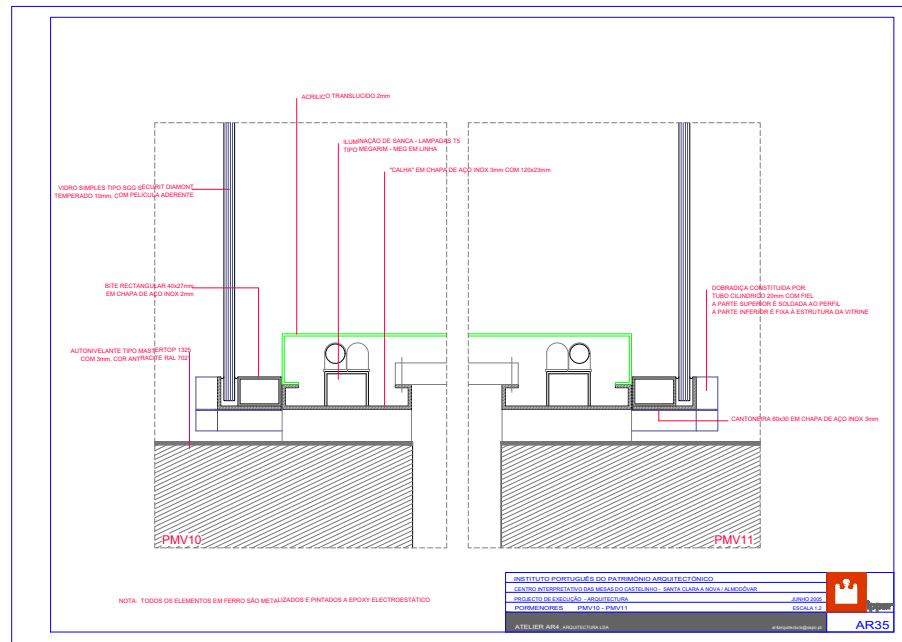 ACRILICO TRANSLUCIDO 2mm
ILUMINAÇÃO DE SANCA - LAMPADAS T5
TIPO MEGARIM - MEG EM LINHA
"CALHA" EM CHAPA DE AÇO INOX 3mm COM 120x23mm
VIDRO SIMPLES TIPO SGG SECURIT DIAMONT
TEMPERADO 10mm, COM PELICULA ADERENTE
BITE RECTANGULAR 40x27mm
EM CHAPA DE AÇO INOX 2mm
DOBRADIÇA CONSTITUIDA POR:
TUBO CILINDRICO 20mm COM FIEL
A PARTE SUPERIOR É SOLDADA AO PERFIL
A PARTE INFERIOR É FIXA À ESTRUTURA DA VITRINE
AUTONIVELANTE TIPO MASTERTOP 1325
COM 3mm. COR ANTRACITE RAL 7021
CANTONEIRA 60x30 EM CHAPA DE AÇO INOX 3mm
PMV10
PMV11
NOTA: TODOS OS ELEMENTOS EM FERRO SÃO METALIZADOS E PINTADOS A EPOXY ELECTROESTÁTICO
INSTITUTO PORTUGUÊS DO PATRIMÓNIO ARQUITECTÓNICO
CENTRO INTERPRETATIVO DAS MESAS DO CASTELINHO - SANTA CLARA A NOVA / ALMODÔVAR
PROJECTO DE EXECUÇÃO - ARQUITECTURA JUNHO 2005
PORMENORES PMV10 - PMV11 ESCALA 1.2
ippar
ATELIER AR4, ARQUITECTURA LDA
AR35